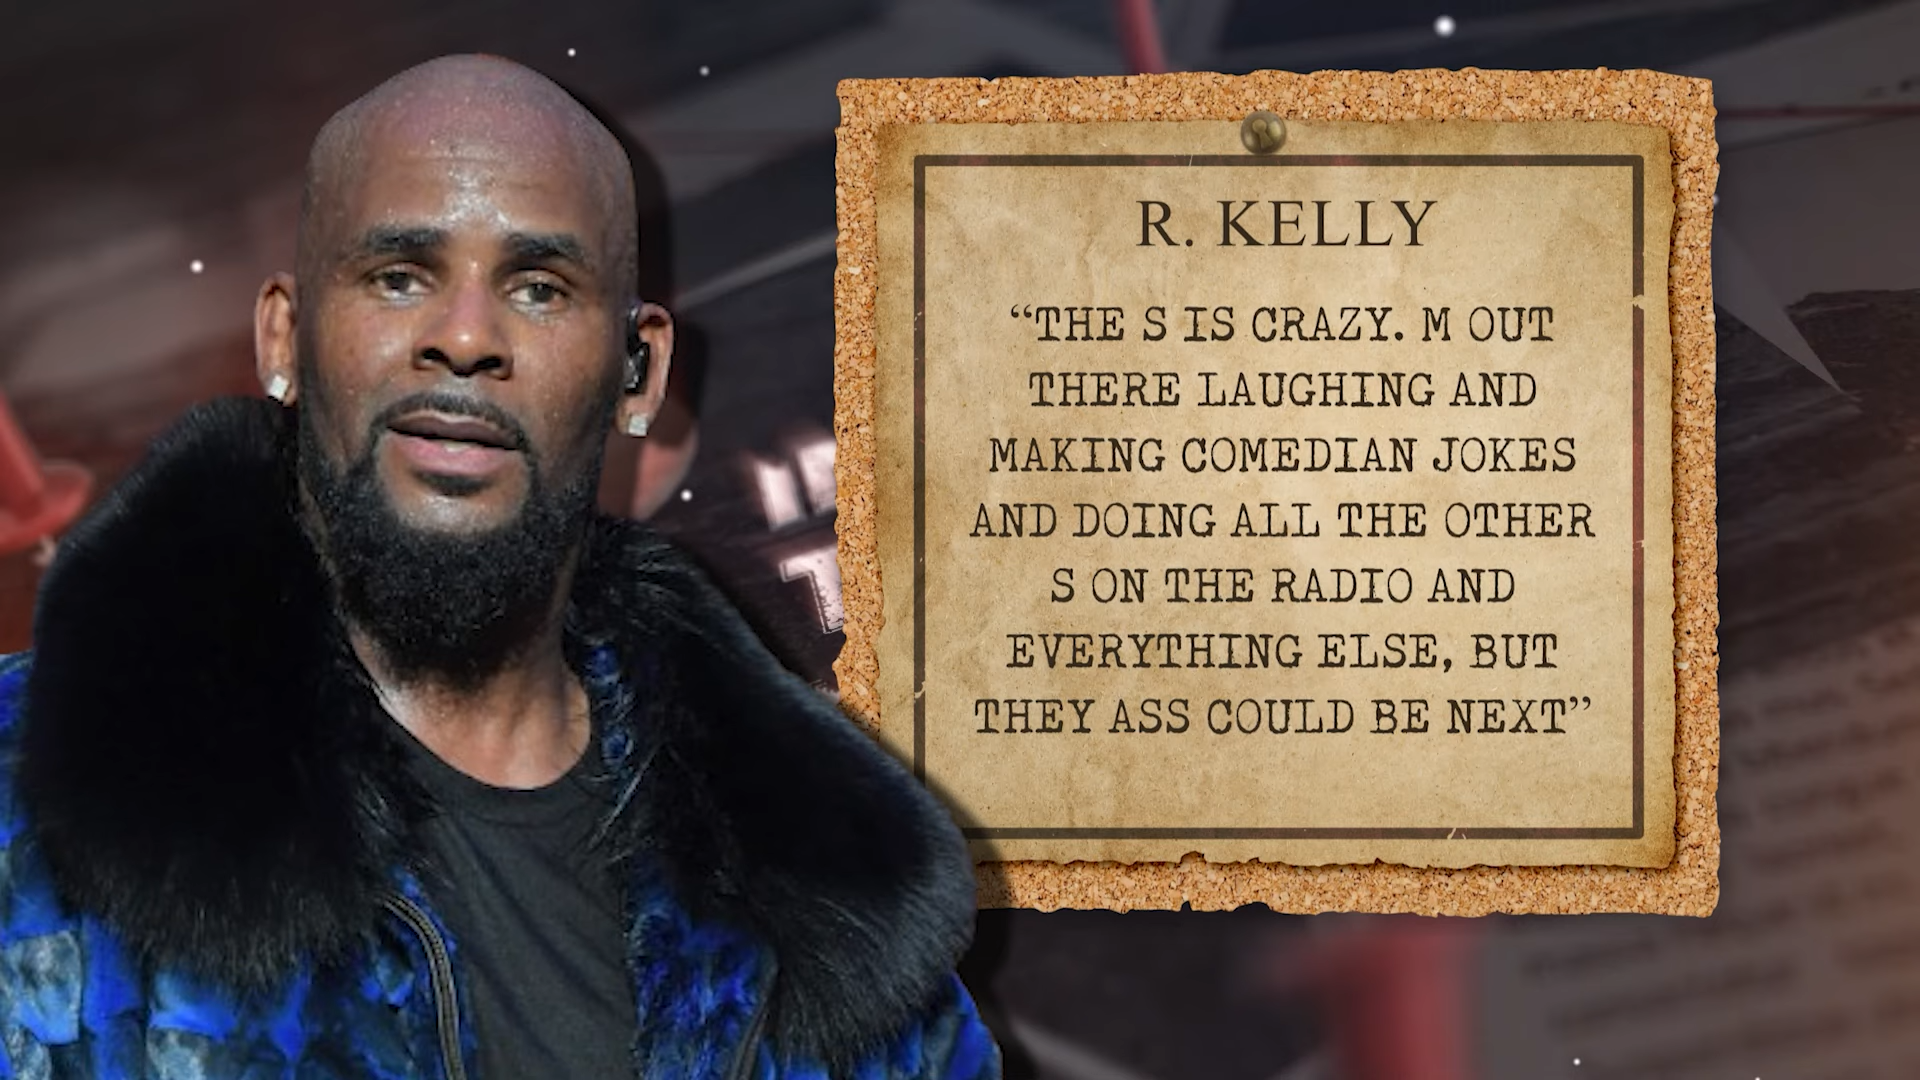 R. KELLY
“THE S IS CRAZY. M OUT
THERE LAUGHING AND
MAKING COMEDIAN JOKES
AND DOING ALL THE OTHER
S ON THE RADIO AND
EVERYTHING ELSE, BUT
THEY ASS COULD BE NEXT”